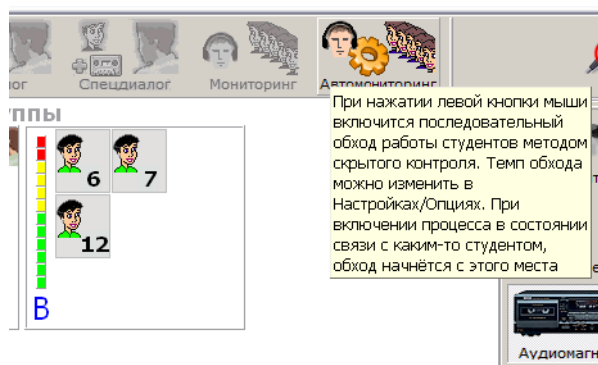 лог
Спецдиалог
Мониторинг
Автомониторинг
ппы
6
7
12
В
При нажатии левой кнопки мыши
включится последовательный
обход работы студентов методом
скрытого контроля. Темп обхода
можно изменить в
Настройках/Опциях. При
включении процесса в состоянии
связи с каким-то студентом,
обход начнётся с этого места
Аудиомагн